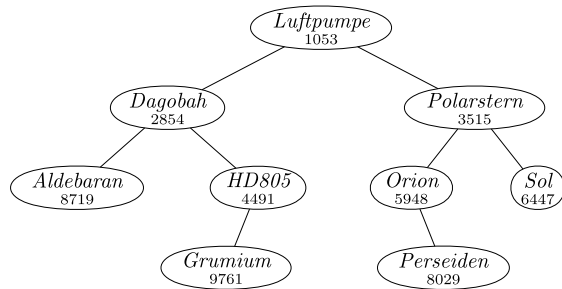 Luftpumpe
1053
Dagobah
2854
Polarstern
3515
Aldebaran
8719
HD805
4491
Orion
5948
Sol
6447
Grumium
9761
Perseiden
8029